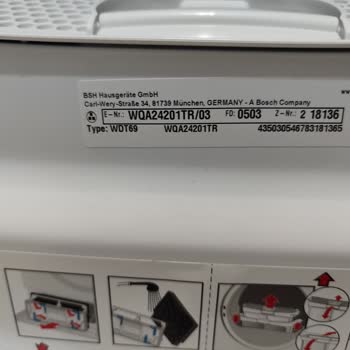 BSH Hausgeräte GmbH
Carl-Wery-Straße 34, 81739 München, GERMANY - A Bosch Company
E-Nr.: WQA24201TR/03 FD: 0503 Z-Nr.: 2 18136
Type: WDT69 WQA24201TR 435030546783181365